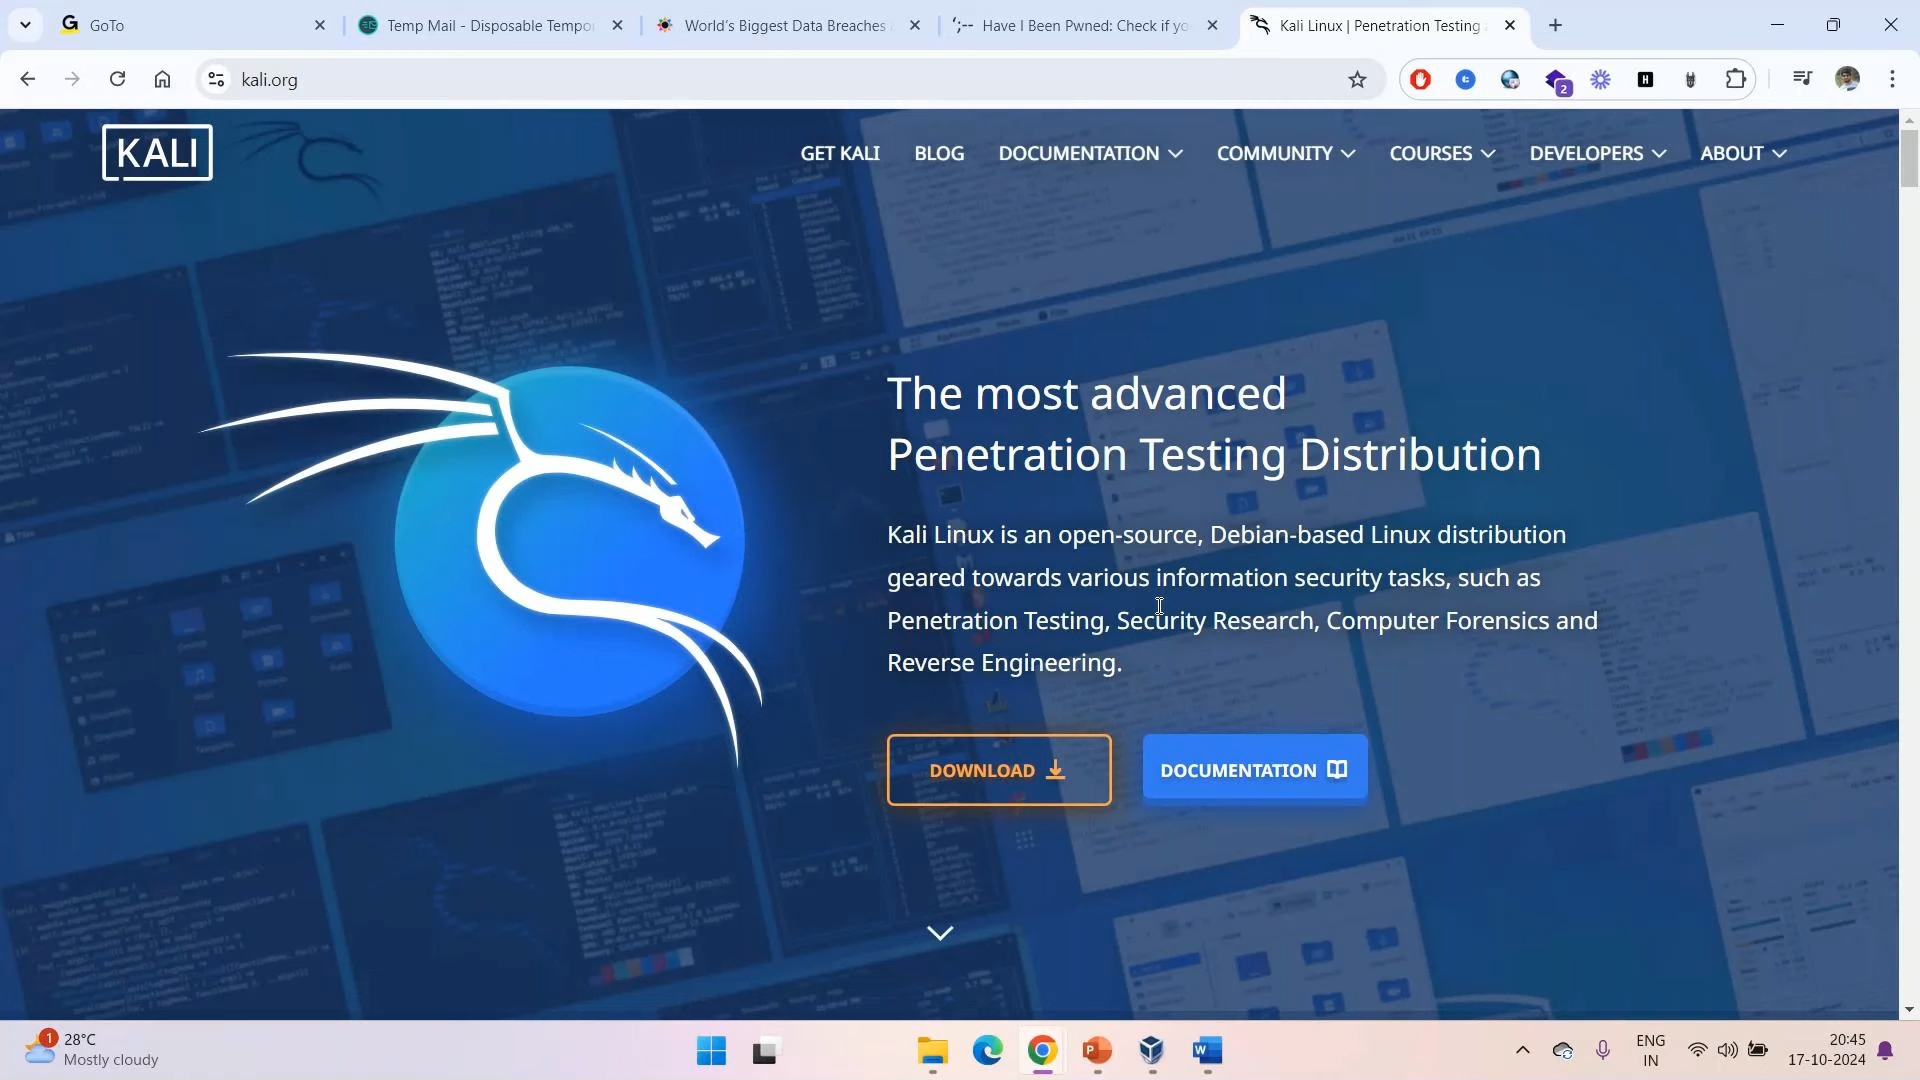 GoTo
Temp Mail - Disposable Tempor
World's Biggest Data Breaches
Have I Been Pwned: Check if yo
Kali Linux | Penetration Testing
kali.org
2
H
KALI
GET KALI
BLOG
DOCUMENTATION
COMMUNITY
COURSES
DEVELOPERS
ABOUT
The most advanced
Penetration Testing Distribution
Kali Linux is an open-source, Debian-based Linux distribution
geared towards various information security tasks, such as
Penetration Testing, Security Research, Computer Forensics and
Reverse Engineering.
DOWNLOAD
DOCUMENTATION
1
28°C
Mostly cloudy
ENG
IN
20:45
17-10-2024